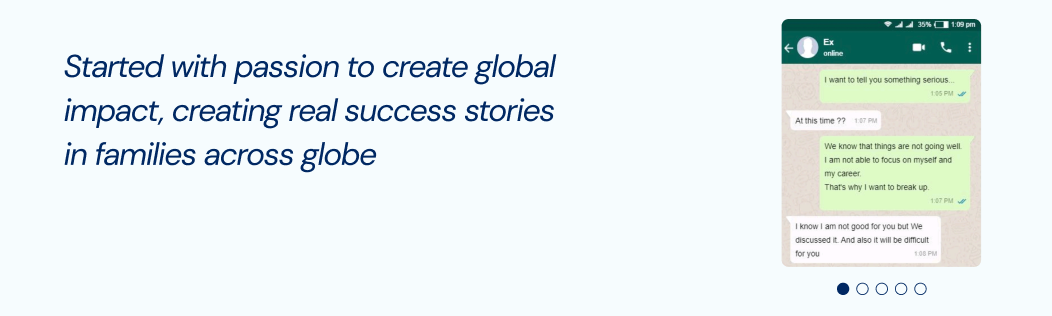 Started with passion to create global
impact, creating real success stories
in families across globe
35% 1:09 pm
Ex
online
I want to tell you something serious...
1:05 PM
At this time ?? 1:07 PM
We know that things are not going well.
I am not able to focus on myself and
my career.
That's why I want to break up.
1:07 PM
I know I am not good for you but We
discussed it. And also it will be difficult
for you 1:08 PM